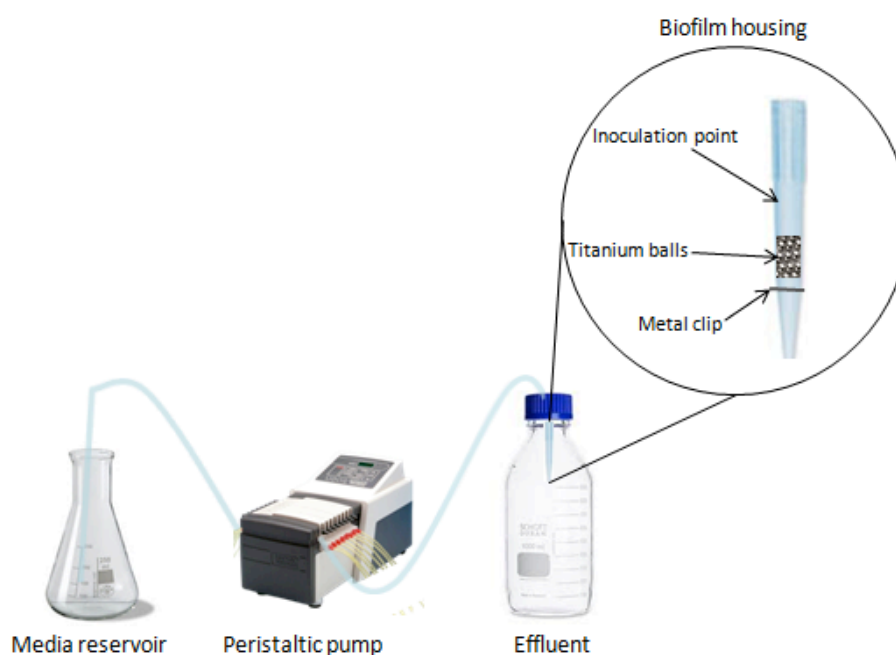 Biofilm housing
Inoculation point
Titanium balls
Metal clip
Media reservoir
Peristaltic pump
Effluent